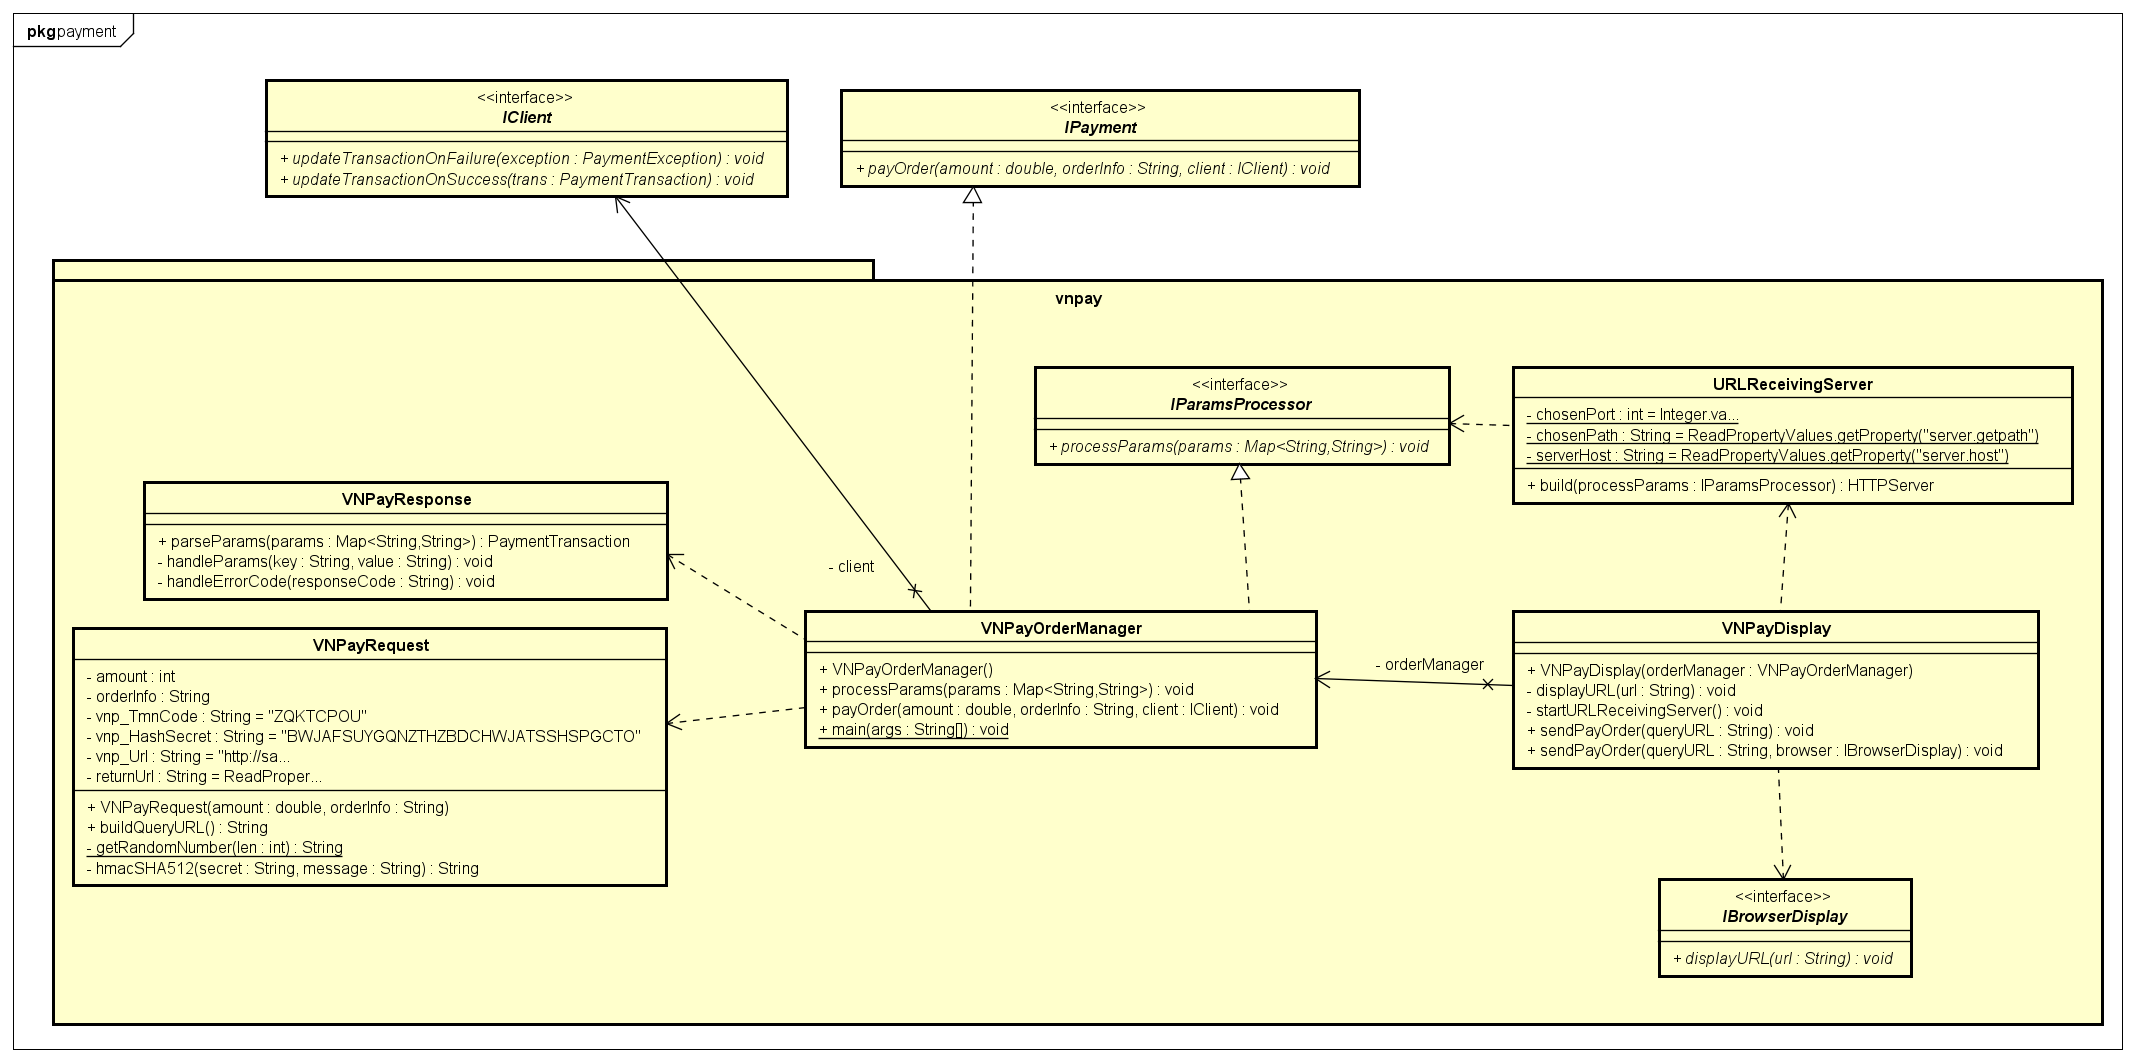 pkg payment
<<interface>>
IClient
+ updateTransactionOnFailure(exception : PaymentException) : void
+ updateTransactionOnSuccess(trans : PaymentTransaction) : void
<<interface>>
IPayment
+ payOrder(amount : double, orderInfo : String, client : IClient) : void
vnpay
<<interface>>
IParamsProcessor
+ processParams(params : Map<String,String>) : void
URLReceivingServer
- chosenPort : int = Integer.va...
- chosenPath : String = ReadPropertyValues.getProperty("server.getpath")
- serverHost : String = ReadPropertyValues.getProperty("server.host")
+ build(processParams : IParamsProcessor) : HTTPServer
VNPayResponse
+ parseParams(params : Map<String,String>) : PaymentTransaction
- handleParams(key : String, value : String) : void
- handleErrorCode(responseCode : String) : void
- client
VNPayRequest
- amount : int
- orderInfo : String
- vnp_TmnCode : String = "ZQKTCPOU"
- vnp_HashSecret : String = "BWJAFSUYGQNZTHZBDCHWJATSSHSPGCTO"
- vnp_Url : String = "http://sa...
- returnUrl : String = ReadProper...
+ VNPayRequest(amount : double, orderInfo : String)
+ buildQueryURL() : String
- getRandomNumber(len : int) : String
- hmacSHA512(secret : String, message : String) : String
VNPayOrderManager
+ VNPayOrderManager()
+ processParams(params : Map<String,String>) : void
+ payOrder(amount : double, orderInfo : String, client : IClient) : void
+ main(args : String[]) : void
- orderManager
VNPayDisplay
+ VNPayDisplay(orderManager : VNPayOrderManager)
- displayURL(url : String) : void
- startURLReceivingServer() : void
+ sendPayOrder(queryURL : String) : void
+ sendPayOrder(queryURL : String, browser : IBrowserDisplay) : void
<<interface>>
IBrowserDisplay
+ displayURL(url : String) : void